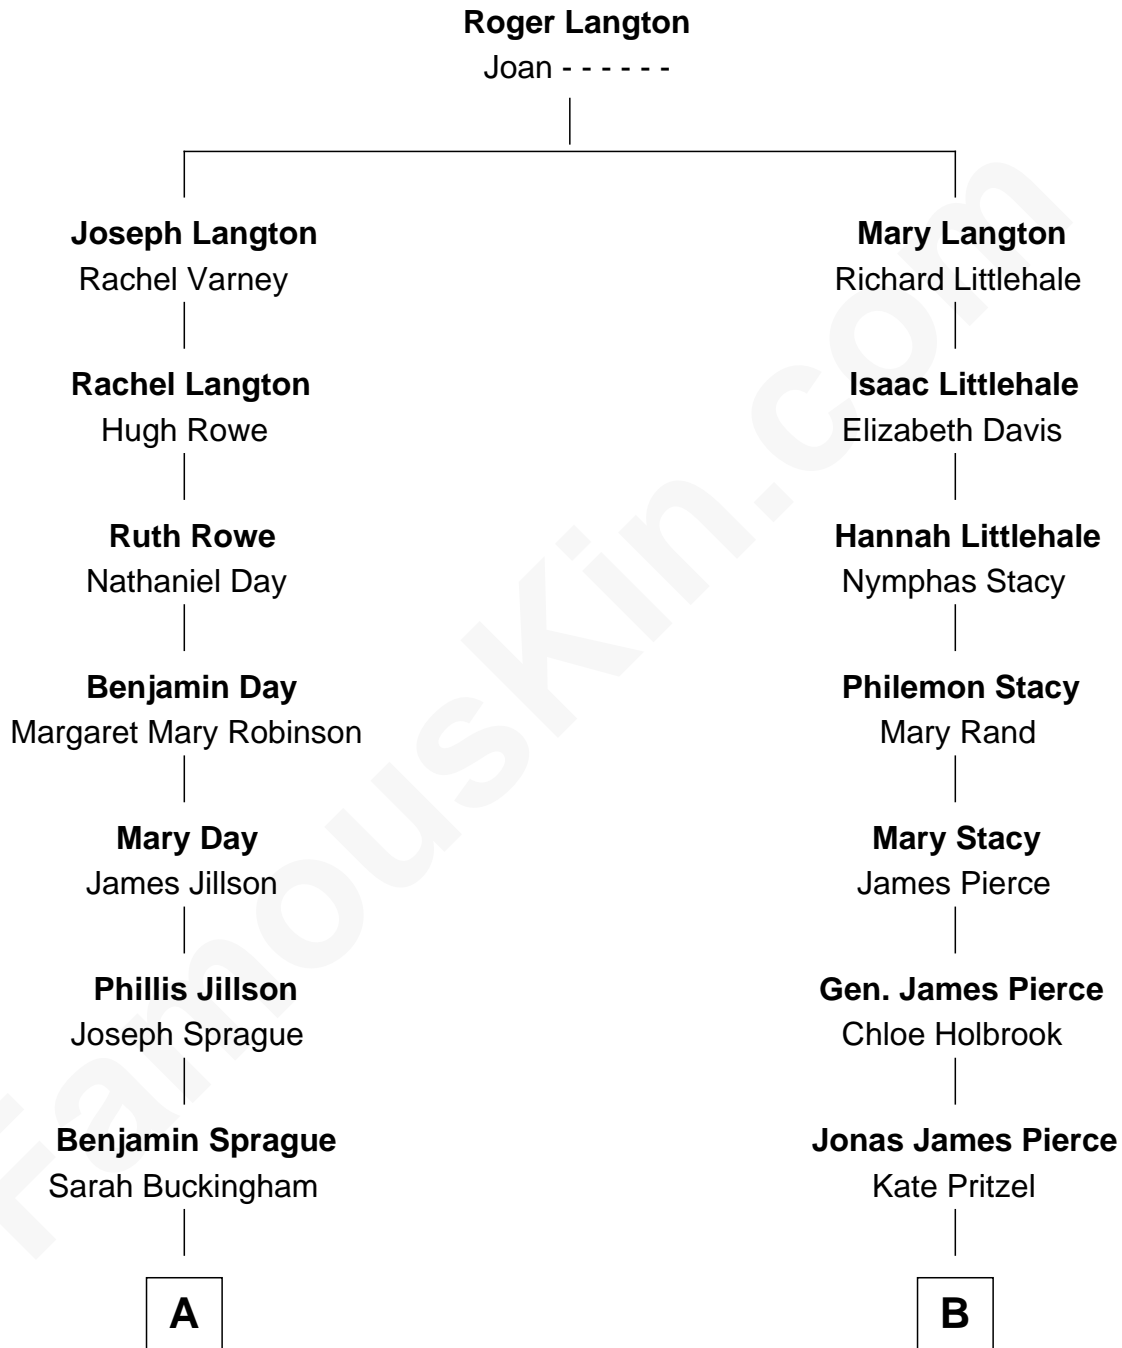 Roger Langton
Joan - - - - - -
Joseph Langton
Rachel Varney
Mary Langton
Richard Littlehale
Rachel Langton
Hugh Rowe
Isaac Littlehale
Elizabeth Davis
Ruth Rowe
Nathaniel Day
Hannah Littlehale
Nymphas Stacy
Benjamin Day
Margaret Mary Robinson
Philemon Stacy
Mary Rand
Mary Day
James Jillson
Mary Stacy
James Pierce
Phillis Jillson
Joseph Sprague
Gen. James Pierce
Chloe Holbrook
Benjamin Sprague
Sarah Buckingham
Jonas James Pierce
Kate Pritzel
A
B
FamousKin.com